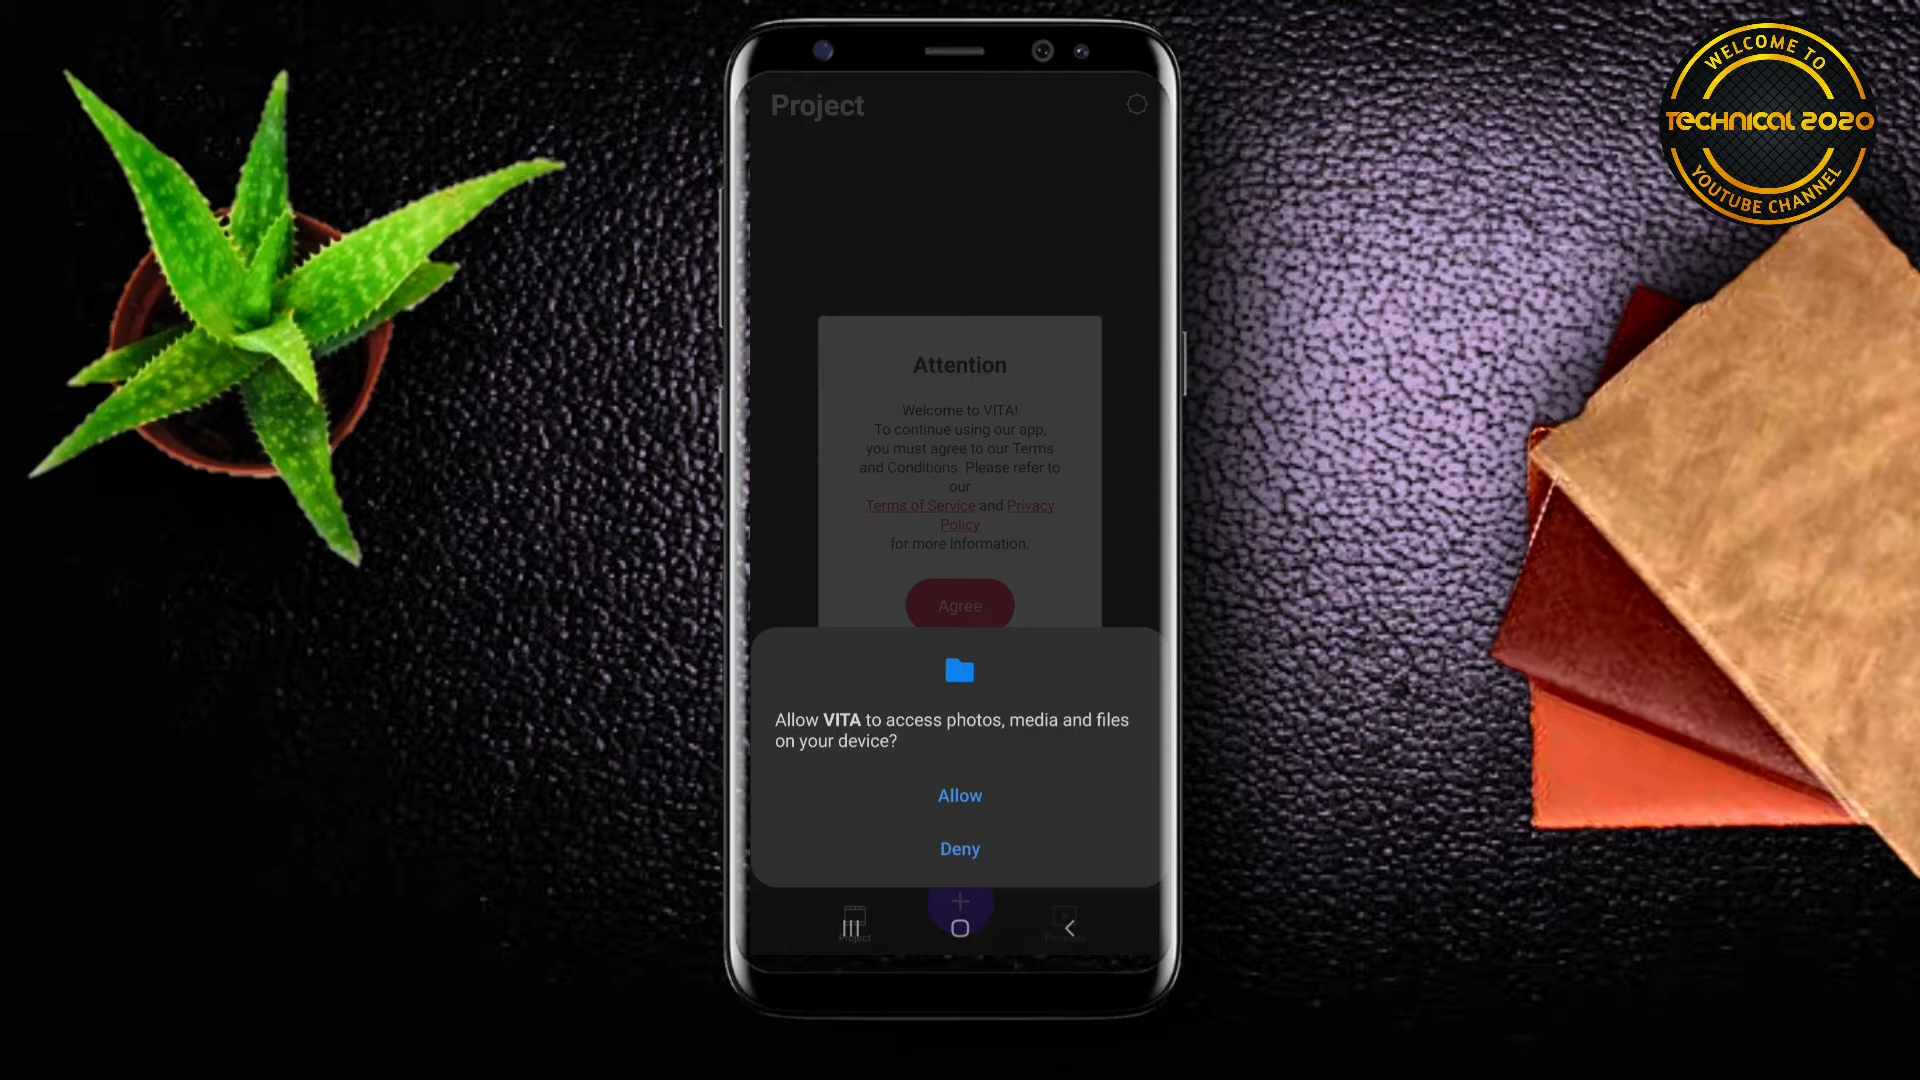 WELCOME TO
TECHNICAL 2020
YOUTUBE CHANNEL
Project
Attention
Welcome to VITA!
To continue using our app,
you must agree to our Terms
and Conditions. Please refer to
our
Terms of Service and Privacy
Policy
for more information.
Agree
Allow VITA to access photos, media and files
on your device?
Allow
Deny
Project